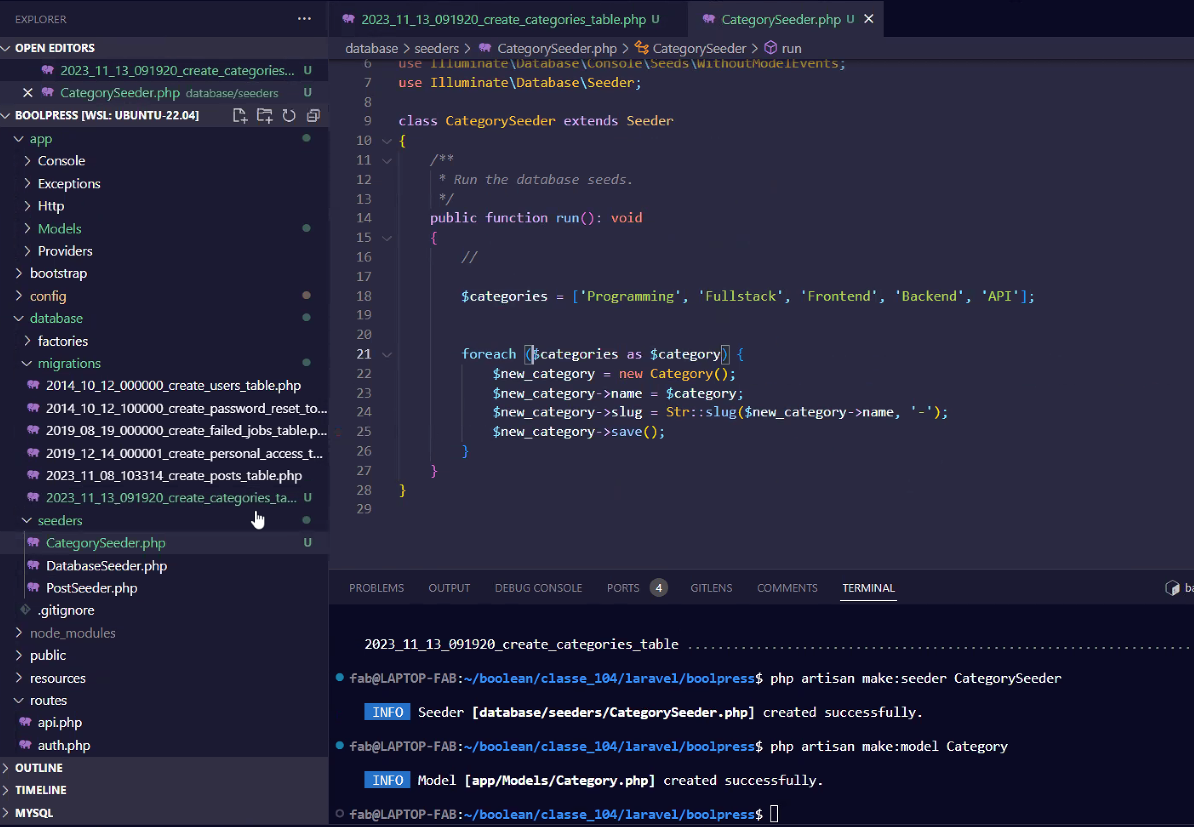 EXPLORER ...
OPEN EDITORS
2023_11_13_091920_create_categories... U
CategorySeeder.php database/seeders U
BOOLPRESS [WSL: UBUNTU-22.04]
app
Console
Exceptions
Http
Models
Providers
bootstrap
config
database
factories
migrations
2014_10_12_000000_create_users_table.php
2014_10_12_100000_create_password_reset_to...
2019_08_19_000000_create_failed_jobs_table.p...
2019_12_14_000001_create_personal_access_t...
2023_11_08_103314_create_posts_table.php
2023_11_13_091920_create_categories_ta... U
seeders
CategorySeeder.php U
DatabaseSeeder.php
PostSeeder.php
.gitignore
node_modules
public
resources
routes
api.php
auth.php
OUTLINE
TIMELINE
MYSQL
2023_11_13_091920_create_categories_table.php U
CategorySeeder.php U
database > seeders > CategorySeeder.php > CategorySeeder > run
6 use Illuminate\Database\Console\Seeds\WithoutModelEvents;
7 use Illuminate\Database\Seeder;
8
9 class CategorySeeder extends Seeder
10 {
11 /**
12 * Run the database seeds.
13 */
14 public function run(): void
15 {
16 //
17
18 $categories = ['Programming', 'Fullstack', 'Frontend', 'Backend', 'API'];
19
20
21 foreach ($categories as $category) {
22 $new_category = new Category();
23 $new_category->name = $category;
24 $new_category->slug = Str::slug($new_category->name, '-');
25 $new_category->save();
26 }
27 }
28 }
29
PROBLEMS OUTPUT DEBUG CONSOLE PORTS 4 GITLENS COMMENTS TERMINAL ba
2023_11_13_091920_create_categories_table ................................................................
fab@LAPTOP-FAB:~/boolean/classe_104/laravel/boolpress$ php artisan make:seeder CategorySeeder
INFO Seeder [database/seeders/CategorySeeder.php] created successfully.
fab@LAPTOP-FAB:~/boolean/classe_104/laravel/boolpress$ php artisan make:model Category
INFO Model [app/Models/Category.php] created successfully.
fab@LAPTOP-FAB:~/boolean/classe_104/laravel/boolpress$